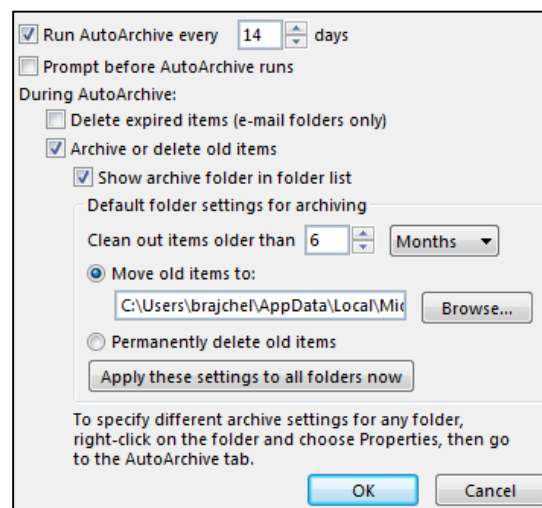 Run AutoArchive every 14 days
Prompt before AutoArchive runs
During AutoArchive:
Delete expired items (e-mail folders only)
Archive or delete old items
Show archive folder in folder list
Default folder settings for archiving
Clean out items older than 6 Months
Move old items to:
C:\Users\brajchel\AppData\Local\Mic Browse...
Permanently delete old items
Apply these settings to all folders now
To specify different archive settings for any folder,
right-click on the folder and choose Properties, then go
to the AutoArchive tab.
OK Cancel